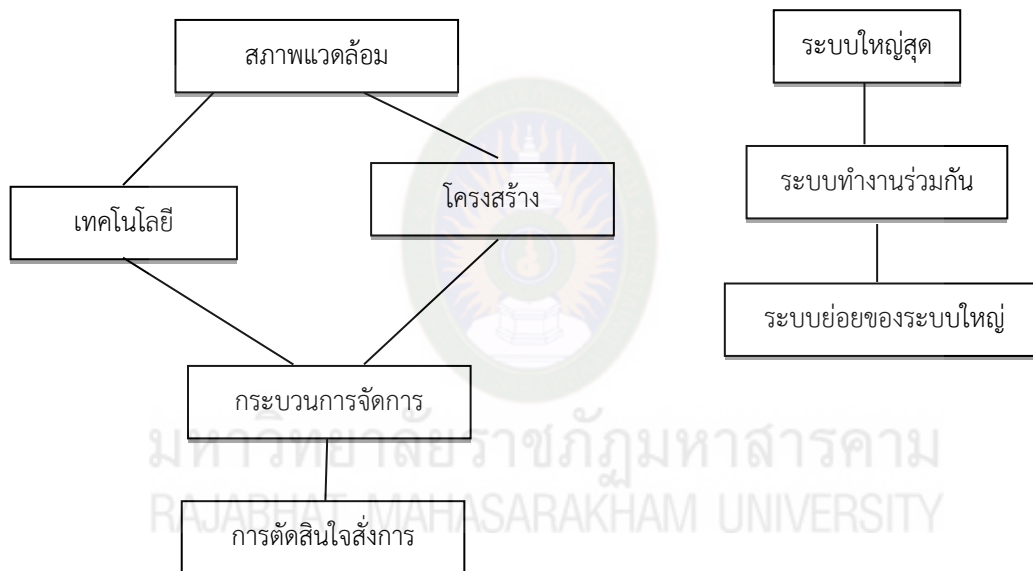 สภาพแวดล้อม
ระบบใหญ่สุด
เทคโนโลยี
โครงสร้าง
ระบบทำงานร่วมกัน
ระบบย่อยของระบบใหญ่
กระบวนการจัดการ
มหาวิทยาลัยราชภัฏมหาสารคาม
RAJABHAT MAHASARAKHAM UNIVERSITY
การตัดสินใจสั่งการ